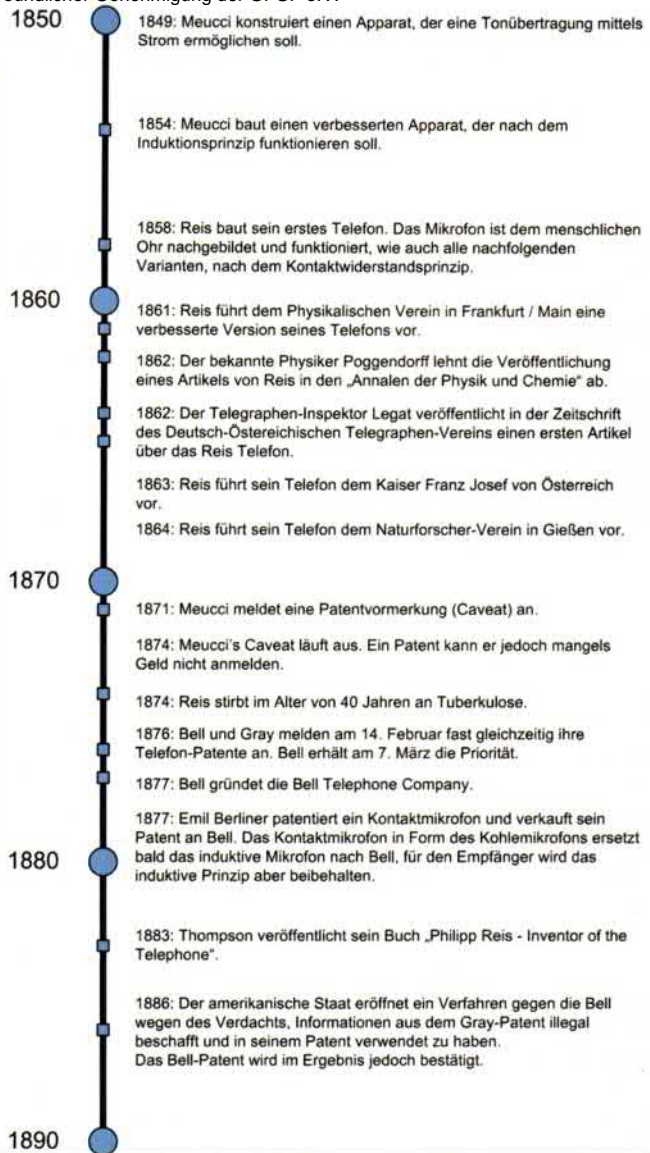 1850
1849: Meucci konstruiert einen Apparat, der eine Tonübertragung mittels
Strom ermöglichen soll.
1854: Meucci baut einen verbesserten Apparat, der nach dem
Induktionsprinzip funktionieren soll.
1858: Reis baut sein erstes Telefon. Das Mikrofon ist dem menschlichen
Ohr nachgebildet und funktioniert, wie auch alle nachfolgenden
Varianten, nach dem Kontaktwiderstandsprinzip.
1860
1861: Reis führt dem Physikalischen Verein in Frankfurt / Main eine
verbesserte Version seines Telefons vor.
1862: Der bekannte Physiker Poggendorff lehnt die Veröffentlichung
eines Artikels von Reis in den „Annalen der Physik und Chemie“ ab.
1862: Der Telegraphen-Inspektor Legat veröffentlicht in der Zeitschrift
des Deutsch-Östereichischen Telegraphen-Vereins einen ersten Artikel
über das Reis Telefon.
1863: Reis führt sein Telefon dem Kaiser Franz Josef von Österreich
vor.
1864: Reis führt sein Telefon dem Naturforscher-Verein in Gießen vor.
1870
1871: Meucci meldet eine Patentvormerkung (Caveat) an.
1874: Meucci's Caveat läuft aus. Ein Patent kann er jedoch mangels
Geld nicht anmelden.
1874: Reis stirbt im Alter von 40 Jahren an Tuberkulose.
1876: Bell und Gray melden am 14. Februar fast gleichzeitig ihre
Telefon-Patente an. Bell erhält am 7. März die Priorität.
1877: Bell gründet die Bell Telephone Company.
1877: Emil Berliner patentiert ein Kontaktmikrofon und verkauft sein
Patent an Bell. Das Kontaktmikrofon in Form des Kohlemikrofons ersetzt
1880
bald das induktive Mikrofon nach Bell, für den Empfänger wird das
induktive Prinzip aber beibehalten.
1883: Thompson veröffentlicht sein Buch „Philipp Reis - Inventor of the
Telephone“.
1886: Der amerikanische Staat eröffnet ein Verfahren gegen die Bell
wegen des Verdachts, Informationen aus dem Gray-Patent illegal
beschafft und in seinem Patent verwendet zu haben.
Das Bell-Patent wird im Ergebnis jedoch bestätigt.
1890